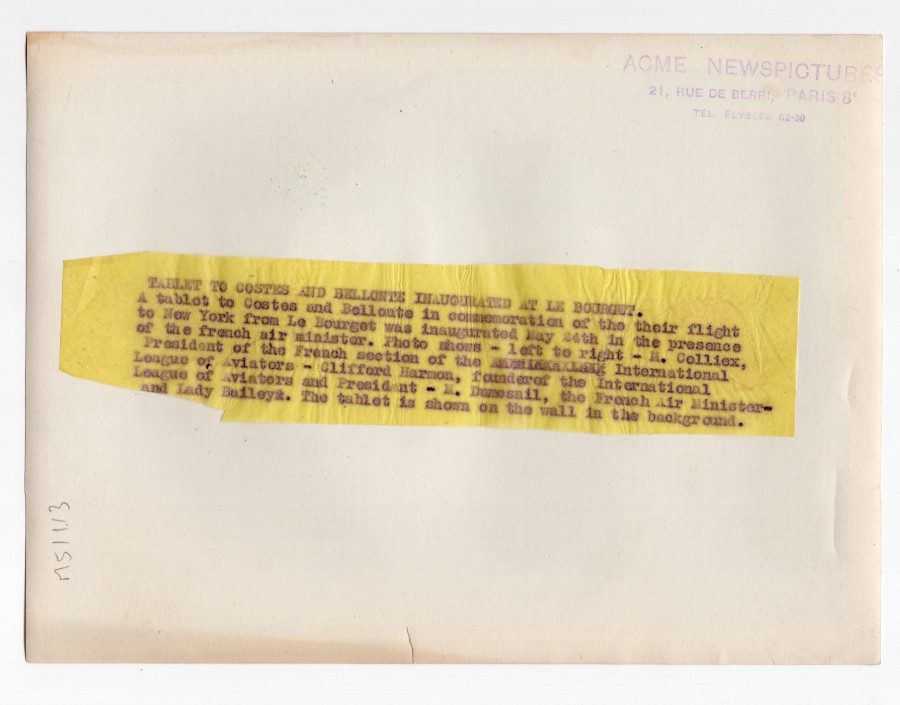 ACME NEWSPICTURES
21, RUE DE BERRI, PARIS 8ᵉ
TEL. ELYSEES 62-30
TABLET TO COSTES AND BELLONTE INAUGURATED AT LE BOURGET.
A tablet to Costes and Bellonte in commemoration of the their flight
to New York from Le Bourget was inaugurated May 24th in the presence
of the french air minister. Photo shows - left to right - M. Colliex,
President of the French section of the International
League of Aviators - Clifford Harmon, founderof the International
League of Aviators and President - M. Dumesnail, the French Air Minister-
and Lady Bailey. The tablet is shown on the wall in the background.